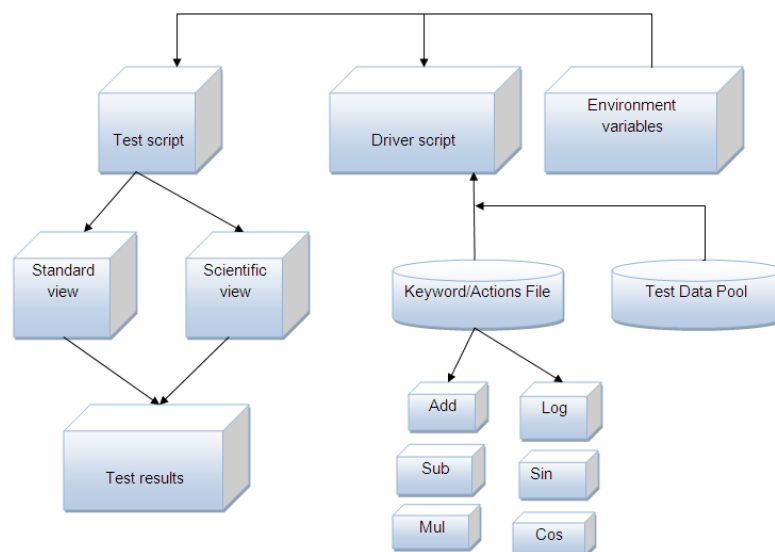 Test script
Driver script
Environment
variables
Standard
view
Scientific
view
Keyword/Actions File
Test Data Pool
Add
Log
Sub
Sin
Mul
Cos
Test results